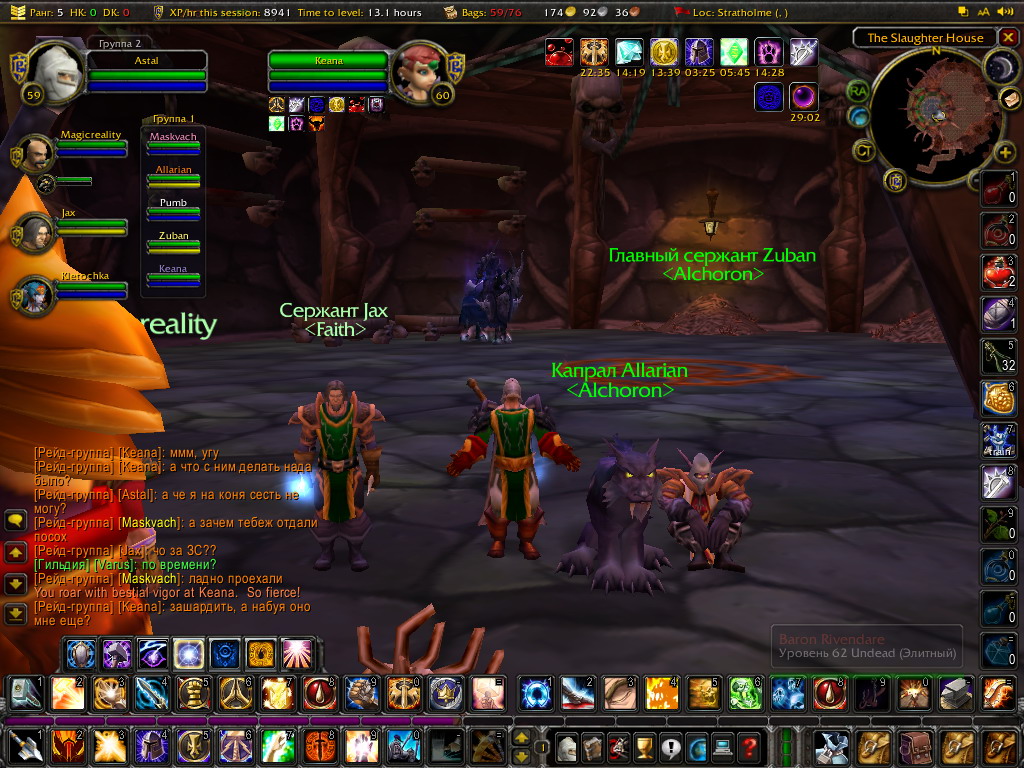 Ранг: 5 НК: 0 DK: 0 XP/hr this session: 8941 Time to level: 13.1 hours Bags: 59/76 174 92 36 Loc: Stratholme (, )
The Slaughter House
Группа 2
Astal
59
Keana
60
22:35 14:19 13:39 03:25 05:45 14:28
29:02
N
RA
CT
Группа 1
Magicreality
Maskvach
Allarian
Pumb
Jax
Zuban
Keana
Kletochka
reality
Сержант Jax
<Faith>
Главный сержант Zuban
<Alchoron>
Капрал Allarian
<Alchoron>
[Рейд-группа] [Keana]: ммм, угу
[Рейд-группа] [Keana]: а что с ним делать нада
было?
[Рейд-группа] [Astal]: а че я на коня сесть не
могу?
[Рейд-группа] [Maskvach]: а зачем тебеж отдали
посох
[Рейд-группа] [Jax]: чо за ЗС??
[Гильдия] [Varus]: по времени?
[Рейд-группа] [Maskvach]: ладно проехали
You roar with bestial vigor at Keana. So fierce!
[Рейд-группа] [Keana]: зашардить, а набуя оно
мне еще?
Baron Rivendare
Уровень 62 Undead (Элитный)